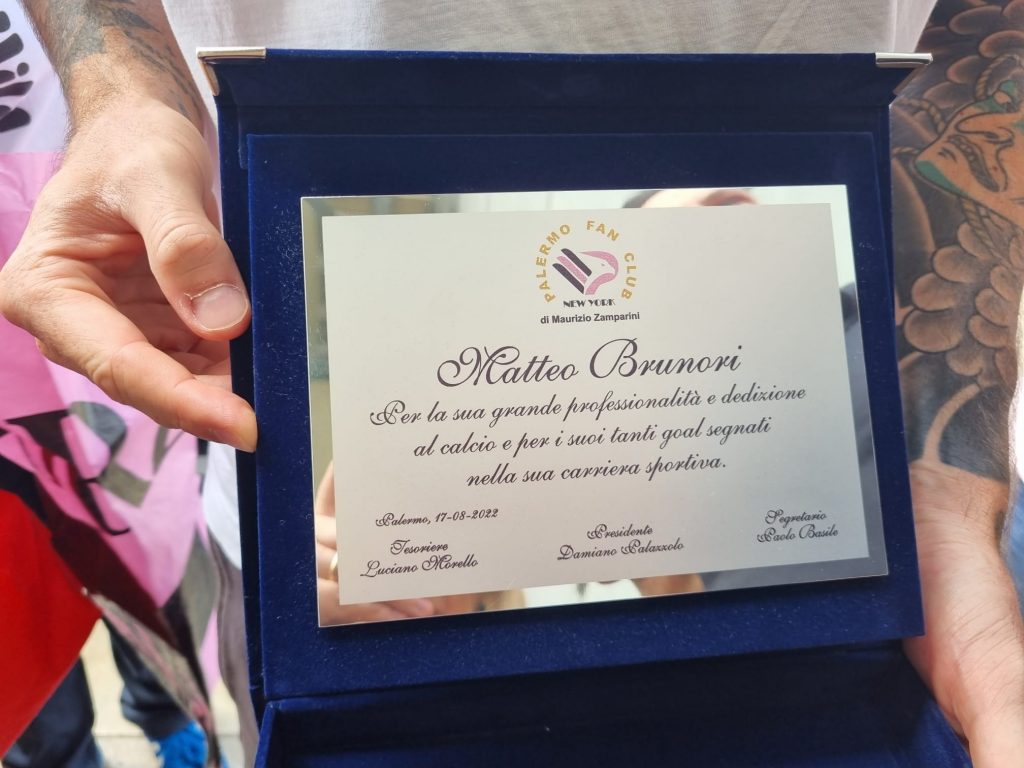 PALERMO FAN CLUB
NEW YORK
di Maurizio Zamparini
Matteo Brunori
Per la sua grande professionalità e dedizione
al calcio e per i suoi tanti goal segnati
nella sua carriera sportiva.
Palermo, 17-08-2022
Tesoriere
Luciano Morello
Presidente
Damiano Palazzolo
Segretario
Paolo Basile